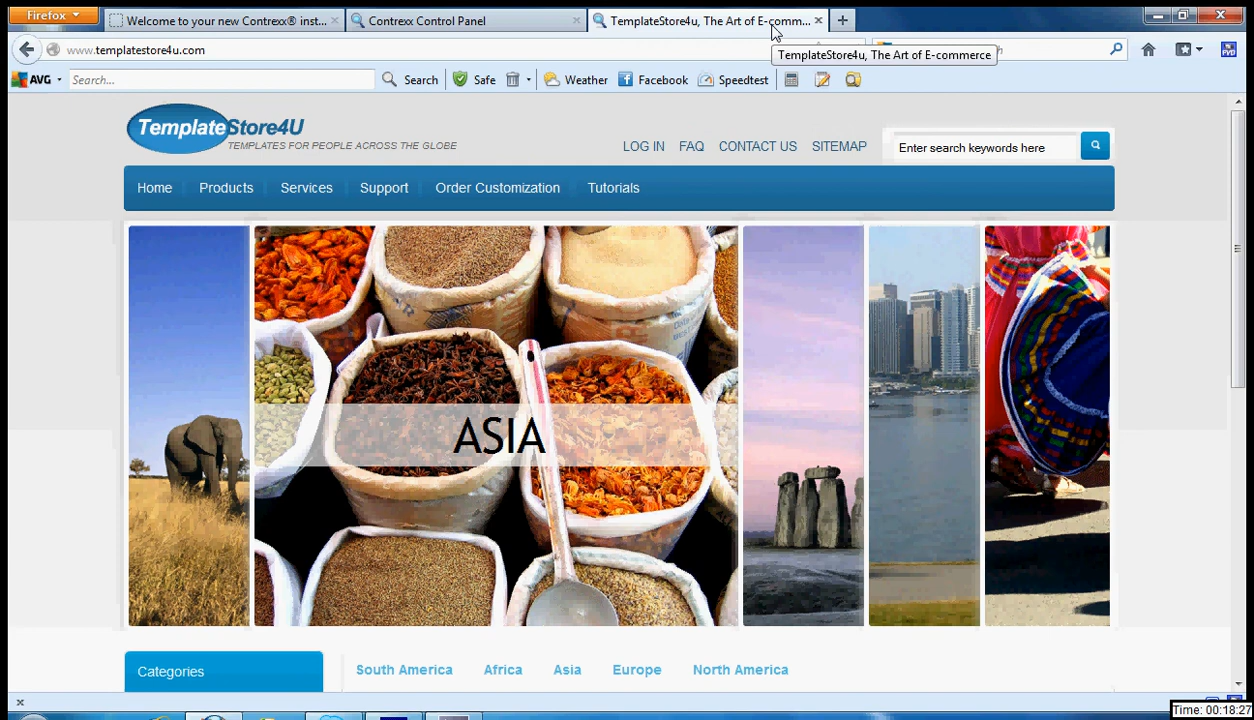 Firefox
Welcome to your new Contrexx® inst...
Contrexx Control Panel
TemplateStore4u, The Art of E-comm...
www.templatestore4u.com
TemplateStore4u, The Art of E-commerce
AVG
Search...
Search
Safe
Weather
Facebook
Speedtest
TemplateStore4U
TEMPLATES FOR PEOPLE ACROSS THE GLOBE
LOG IN
FAQ
CONTACT US
SITEMAP
Enter search keywords here
Home
Products
Services
Support
Order Customization
Tutorials
ASIA
Categories
South America
Africa
Asia
Europe
North America
Time: 00:18:27